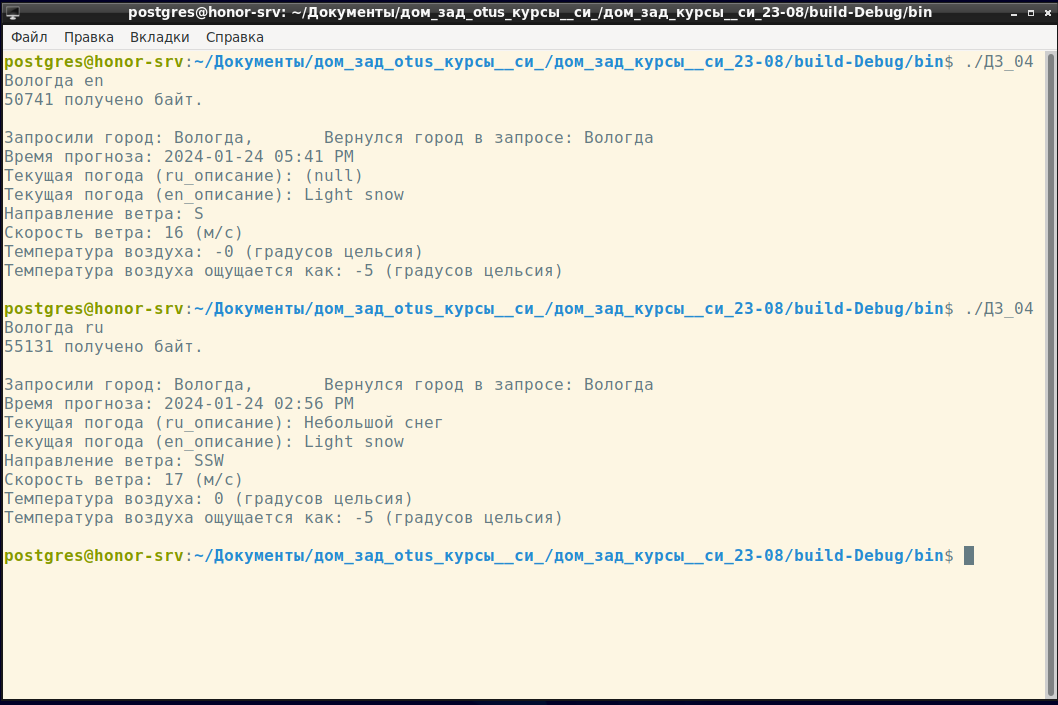 postgres@honor-srv: ~/Документы/дом_зад_otus_курсы__си_/дом_зад_курсы__си_23-08/build-Debug/bin
Файл Правка Вкладки Справка
postgres@honor-srv:~/Документы/дом_зад_otus_курсы__си_/дом_зад_курсы__си_23-08/build-Debug/bin$ ./ДЗ_04
Вологда en
50741 получено байт.
Запросили город: Вологда, Вернулся город в запросе: Вологда
Время прогноза: 2024-01-24 05:41 PM
Текущая погода (ru_описание): (null)
Текущая погода (en_описание): Light snow
Направление ветра: S
Скорость ветра: 16 (м/с)
Температура воздуха: -0 (градусов цельсия)
Температура воздуха ощущается как: -5 (градусов цельсия)
postgres@honor-srv:~/Документы/дом_зад_otus_курсы__си_/дом_зад_курсы__си_23-08/build-Debug/bin$ ./ДЗ_04
Вологда ru
55131 получено байт.
Запросили город: Вологда, Вернулся город в запросе: Вологда
Время прогноза: 2024-01-24 02:56 PM
Текущая погода (ru_описание): Небольшой снег
Текущая погода (en_описание): Light snow
Направление ветра: SSW
Скорость ветра: 17 (м/с)
Температура воздуха: 0 (градусов цельсия)
Температура воздуха ощущается как: -5 (градусов цельсия)
postgres@honor-srv:~/Документы/дом_зад_otus_курсы__си_/дом_зад_курсы__си_23-08/build-Debug/bin$